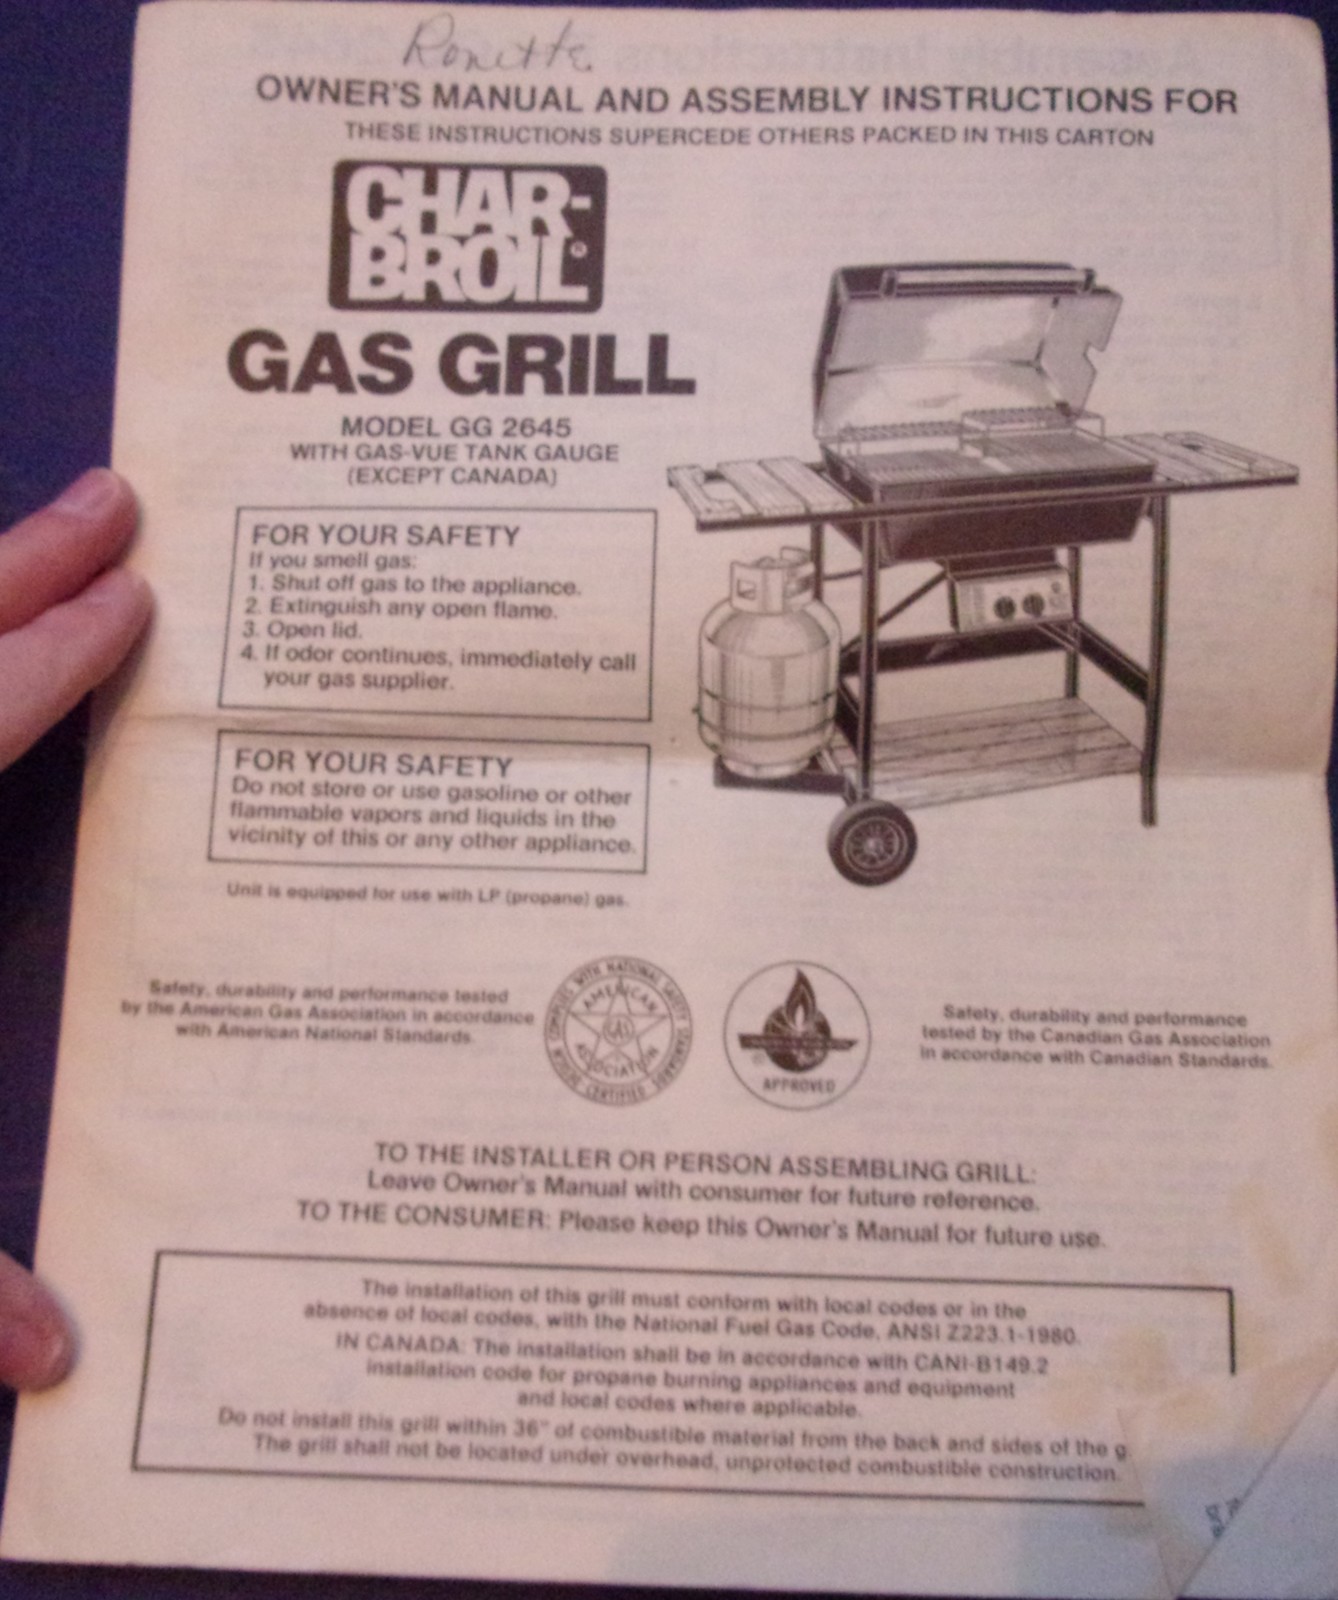 Ronette
OWNER'S MANUAL AND ASSEMBLY INSTRUCTIONS FOR
THESE INSTRUCTIONS SUPERCEDE OTHERS PACKED IN THIS CARTON
CHAR-
BROIL®
GAS GRILL
MODEL GG 2645
WITH GAS-VUE TANK GAUGE
(EXCEPT CANADA)
FOR YOUR SAFETY
If you smell gas:
1. Shut off gas to the appliance.
2. Extinguish any open flame.
3. Open lid.
4. If odor continues, immediately call
your gas supplier.
FOR YOUR SAFETY
Do not store or use gasoline or other
flammable vapors and liquids in the
vicinity of this or any other appliance.
Unit is equipped for use with LP (propane) gas.
Safety, durability and performance tested
by the American Gas Association in accordance
with American National Standards.
COMPLIES WITH NATIONAL SAFETY STANDARDS
DESIGN CERTIFIED
AMERICAN
GAS
ASSOCIATION
APPROVED
Safety, durability and performance
tested by the Canadian Gas Association
in accordance with Canadian Standards.
TO THE INSTALLER OR PERSON ASSEMBLING GRILL:
Leave Owner's Manual with consumer for future reference.
TO THE CONSUMER: Please keep this Owner's Manual for future use.
The installation of this grill must conform with local codes or in the
absence of local codes, with the National Fuel Gas Code, ANSI Z223.1-1980.
IN CANADA: The installation shall be in accordance with CANI-B149.2
installation code for propane burning appliances and equipment
and local codes where applicable.
Do not install this grill within 36" of combustible material from the back and sides of the g
The grill shall not be located under overhead, unprotected combustible construction.